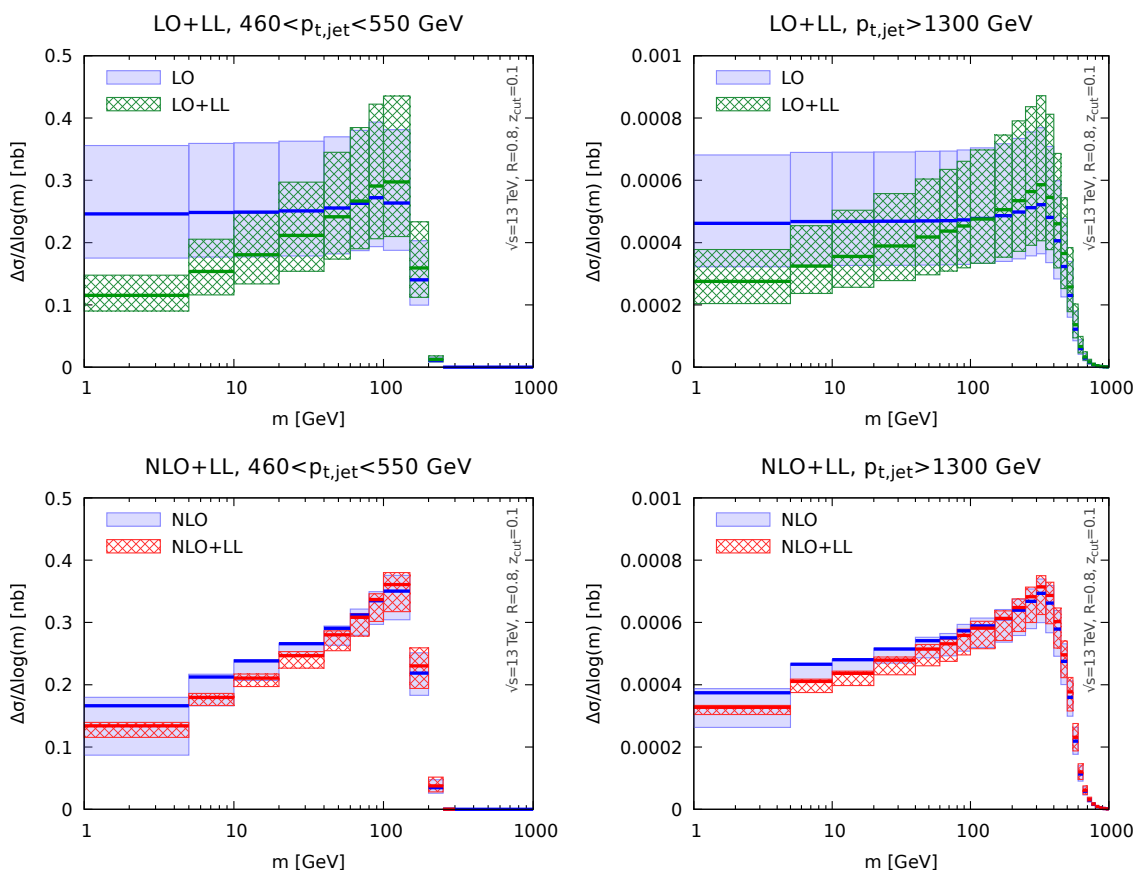 LO+LL, 460<p_{t,jet}<550 GeV
Δσ/Δlog(m) [nb]
0.5
0.4
0.3
0.2
0.1
0
LO
LO+LL
√s=13 TeV, R=0.8, z_{cut}=0.1
1 10 100 1000
m [GeV]
LO+LL, p_{t,jet}>1300 GeV
Δσ/Δlog(m) [nb]
0.001
0.0008
0.0006
0.0004
0.0002
0
LO
LO+LL
√s=13 TeV, R=0.8, z_{cut}=0.1
1 10 100 1000
m [GeV]
NLO+LL, 460<p_{t,jet}<550 GeV
Δσ/Δlog(m) [nb]
0.5
0.4
0.3
0.2
0.1
0
NLO
NLO+LL
√s=13 TeV, R=0.8, z_{cut}=0.1
1 10 100 1000
m [GeV]
NLO+LL, p_{t,jet}>1300 GeV
Δσ/Δlog(m) [nb]
0.001
0.0008
0.0006
0.0004
0.0002
0
NLO
NLO+LL
√s=13 TeV, R=0.8, z_{cut}=0.1
1 10 100 1000
m [GeV]